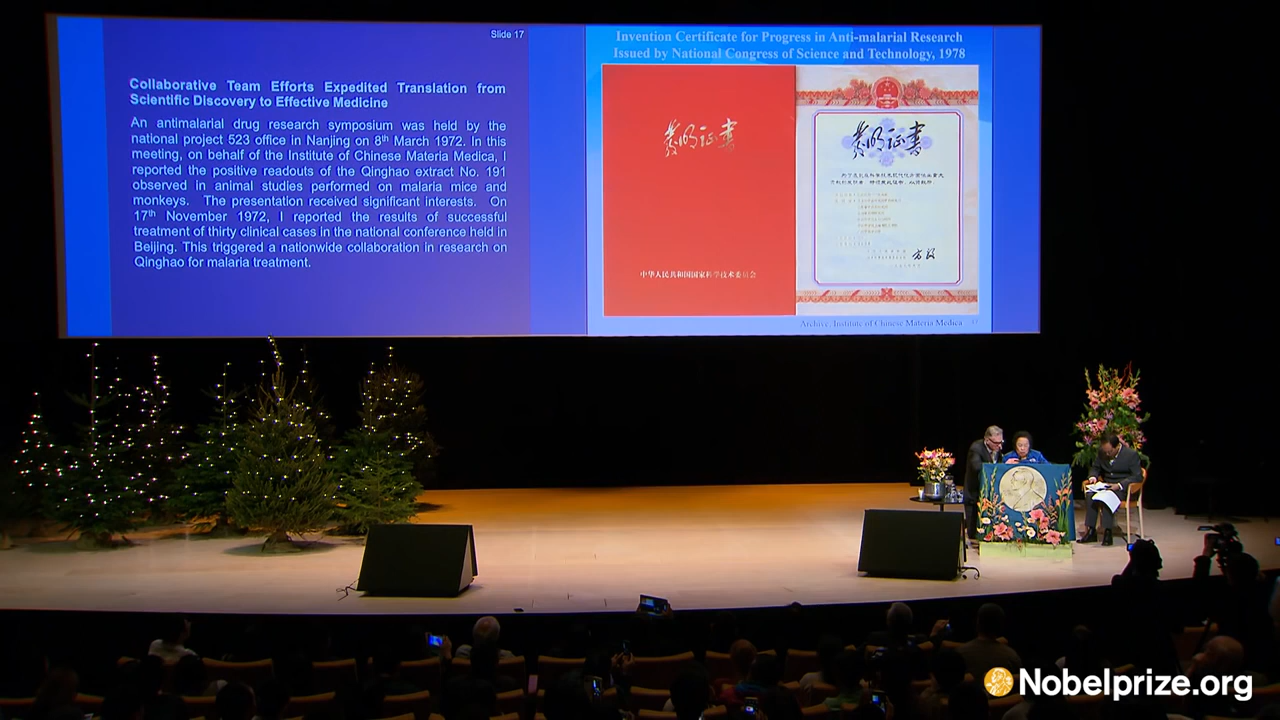 Slide 17
Collaborative Team Efforts Expedited Translation from
Scientific Discovery to Effective Medicine
An antimalarial drug research symposium was held by the
national project 523 office in Nanjing on 8th March 1972. In this
meeting, on behalf of the Institute of Chinese Materia Medica, I
reported the positive readouts of the Qinghao extract No. 191
observed in animal studies performed on malaria mice and
monkeys. The presentation received significant interests. On
17th November 1972, I reported the results of successful
treatment of thirty clinical cases in the national conference held in
Beijing. This triggered a nationwide collaboration in research on
Qinghao for malaria treatment.
Invention Certificate for Progress in Anti-malarial Research
Issued by National Congress of Science and Technology, 1978
发明证书
中华人民共和国国家科学技术委员会
发明证书
Archive, Institute of Chinese Materia Medica
Nobelprize.org